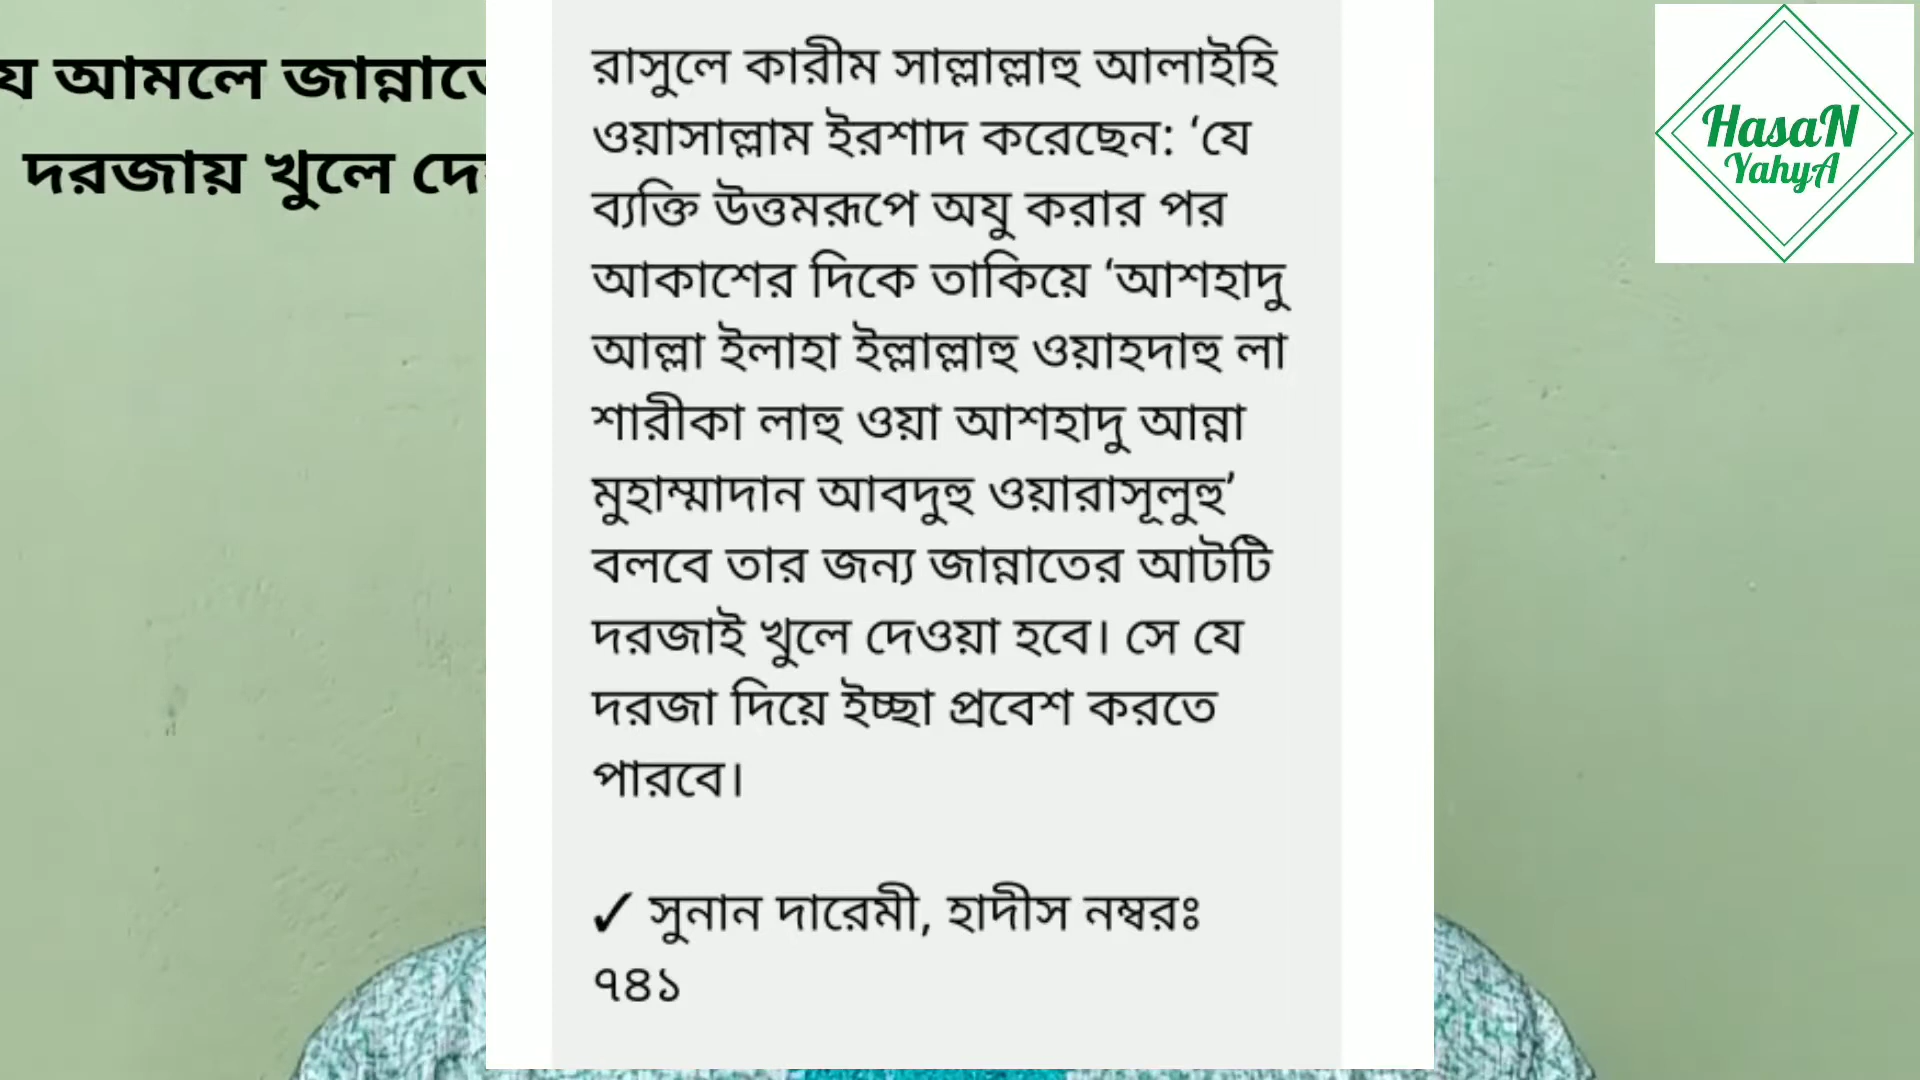 য আমলে জান্নাতে
দরজায় খুলে দে
রাসুলে কারীম সাল্লাল্লাহু আলাইহি
ওয়াসাল্লাম ইরশাদ করেছেন: ‘যে
ব্যক্তি উত্তমরূপে অযু করার পর
আকাশের দিকে তাকিয়ে ‘আশহাদু
আল্লা ইলাহা ইল্লাল্লাহু ওয়াহদাহু লা
শারীকা লাহু ওয়া আশহাদু আন্না
মুহাম্মাদান আবদুহু ওয়ারাসূলুহু’
বলবে তার জন্য জান্নাতের আটটি
দরজাই খুলে দেওয়া হবে। সে যে
দরজা দিয়ে ইচ্ছা প্রবেশ করতে
পারবে।
✓ সুনান দারেমী, হাদীস নম্বরঃ
৭৪১
HasaN
YahyA